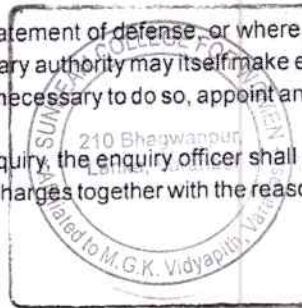 atement of defense, or where
ary authority may itself make e
necessary to do so, appoint an
quiry, the enquiry officer shall
harges together with the reaso
SUNBEAM COLLEGE FOR WOMEN
210 Bhagwanpur,
Lanka,
to M.G.K. Vidyapith,